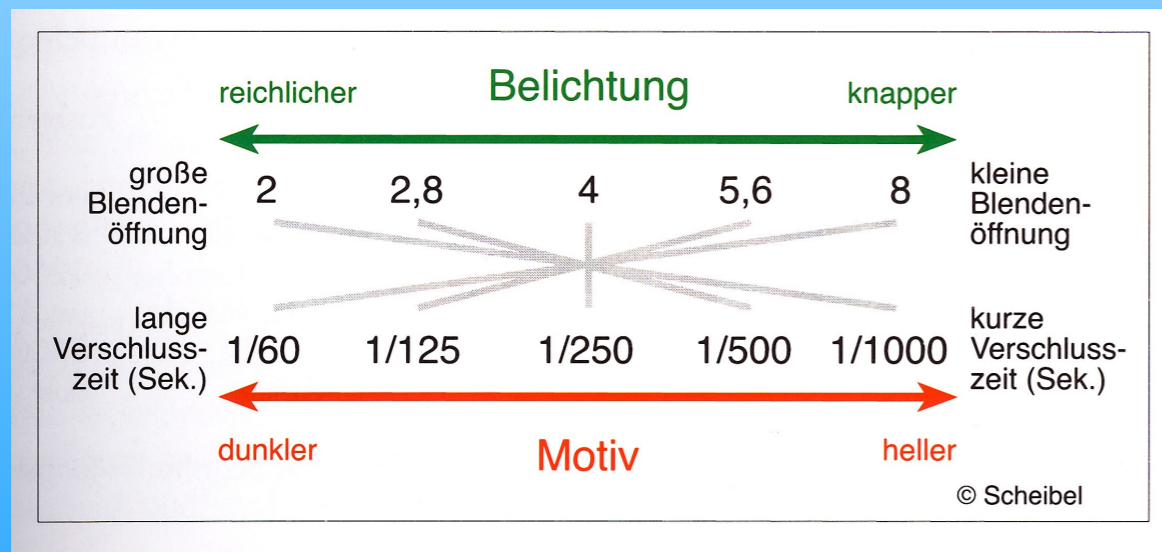 reichlicher Belichtung knapper
große
Blenden-
öffnung
2 2,8 4 5,6 8
kleine
Blenden-
öffnung
lange
Verschluss-
zeit (Sek.)
1/60 1/125 1/250 1/500 1/1000
kurze
Verschluss-
zeit (Sek.)
dunkler Motiv heller
© Scheibel